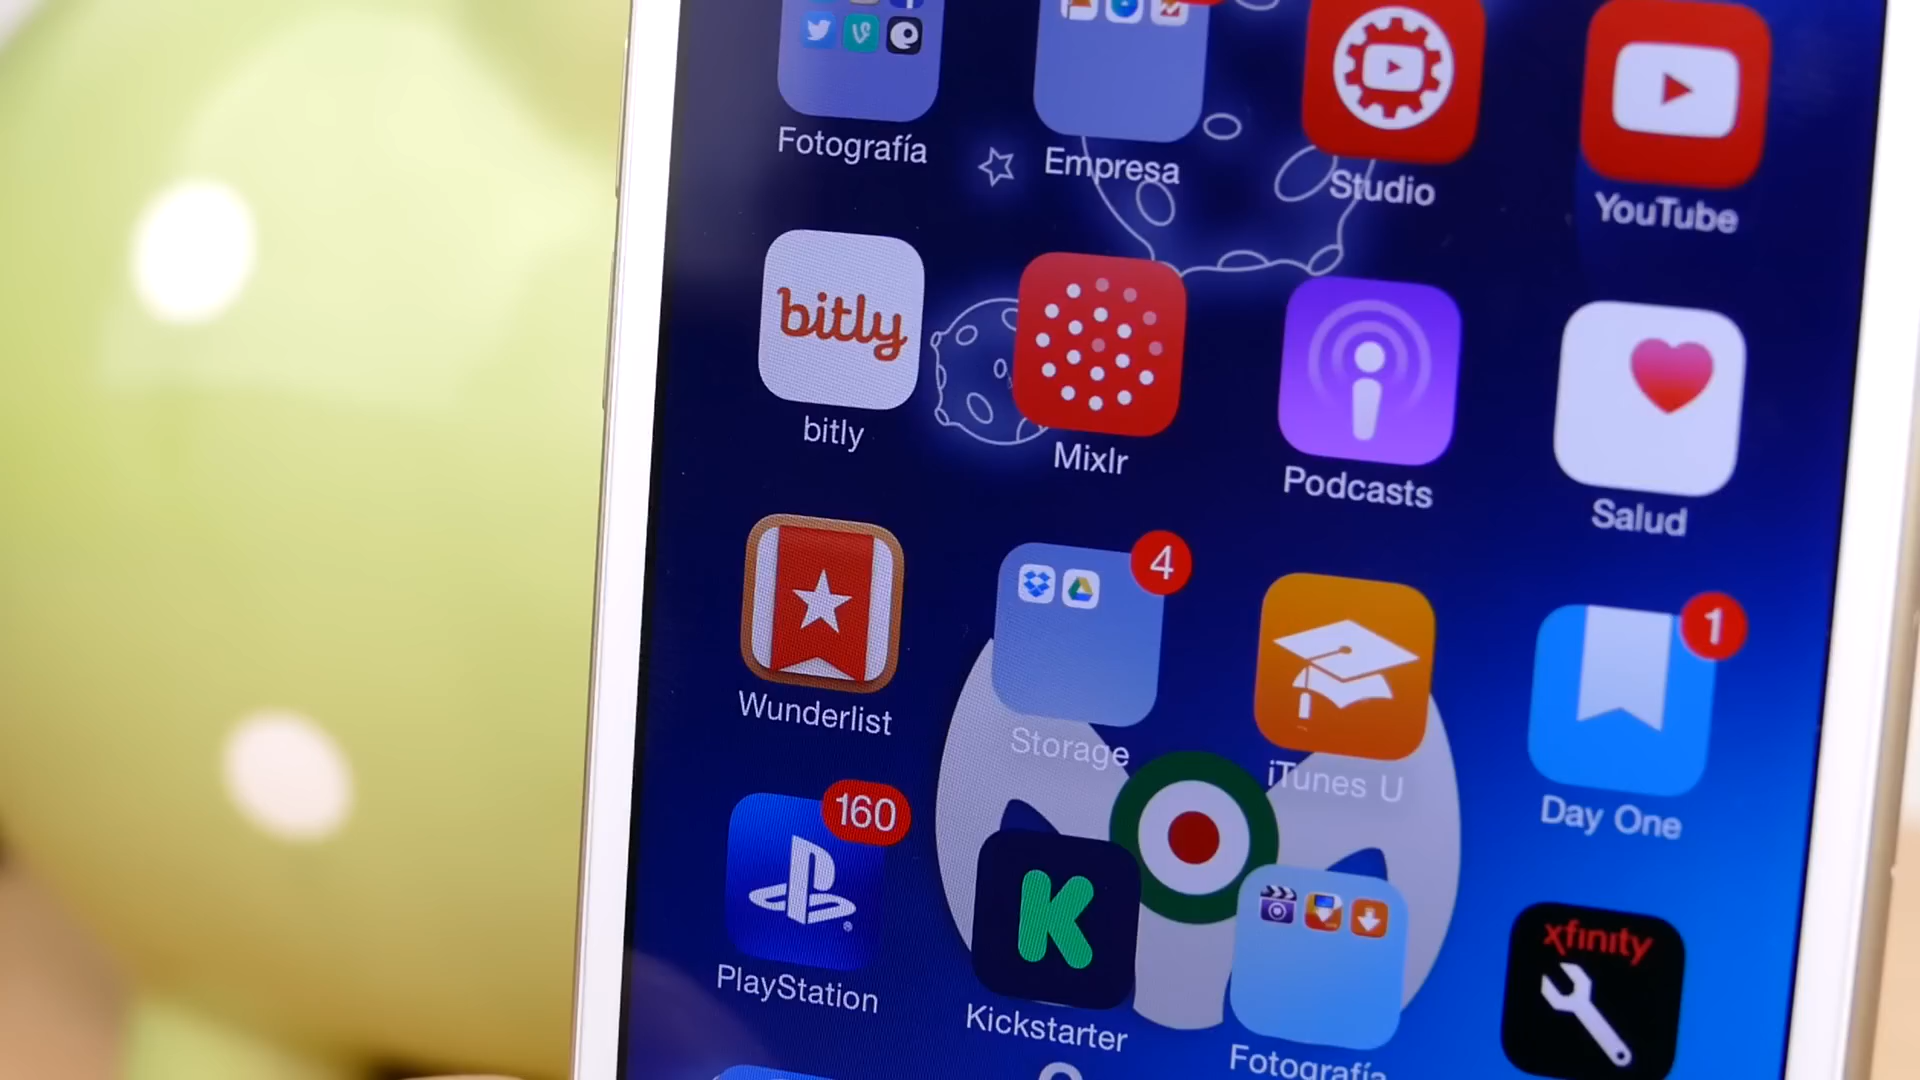 Fotografía
Empresa
Studio
YouTube
bitly
bitly
Mixlr
Podcasts
Salud
4
1
Wunderlist
Storage
iTunes U
Day One
160
K
xfinity
PlayStation
Kickstarter
Fotografía